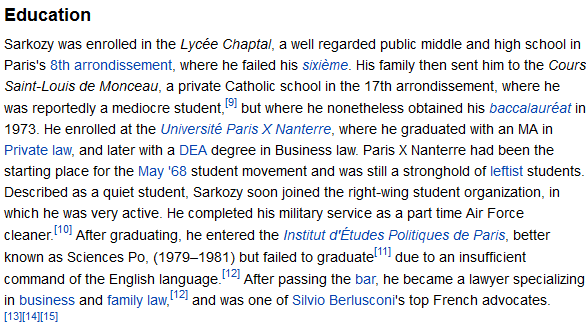 Education
Sarkozy was enrolled in the Lycée Chaptal, a well regarded public middle and high school in
Paris's 8th arrondissement, where he failed his sixième. His family then sent him to the Cours
Saint-Louis de Monceau, a private Catholic school in the 17th arrondissement, where he
was reportedly a mediocre student,[9] but where he nonetheless obtained his baccalauréat in
1973. He enrolled at the Université Paris X Nanterre, where he graduated with an MA in
Private law, and later with a DEA degree in Business law. Paris X Nanterre had been the
starting place for the May '68 student movement and was still a stronghold of leftist students.
Described as a quiet student, Sarkozy soon joined the right-wing student organization, in
which he was very active. He completed his military service as a part time Air Force
cleaner.[10] After graduating, he entered the Institut d'Études Politiques de Paris, better
known as Sciences Po, (1979–1981) but failed to graduate[11] due to an insufficient
command of the English language.[12] After passing the bar, he became a lawyer specializing
in business and family law,[12] and was one of Silvio Berlusconi's top French advocates.
[13][14][15]